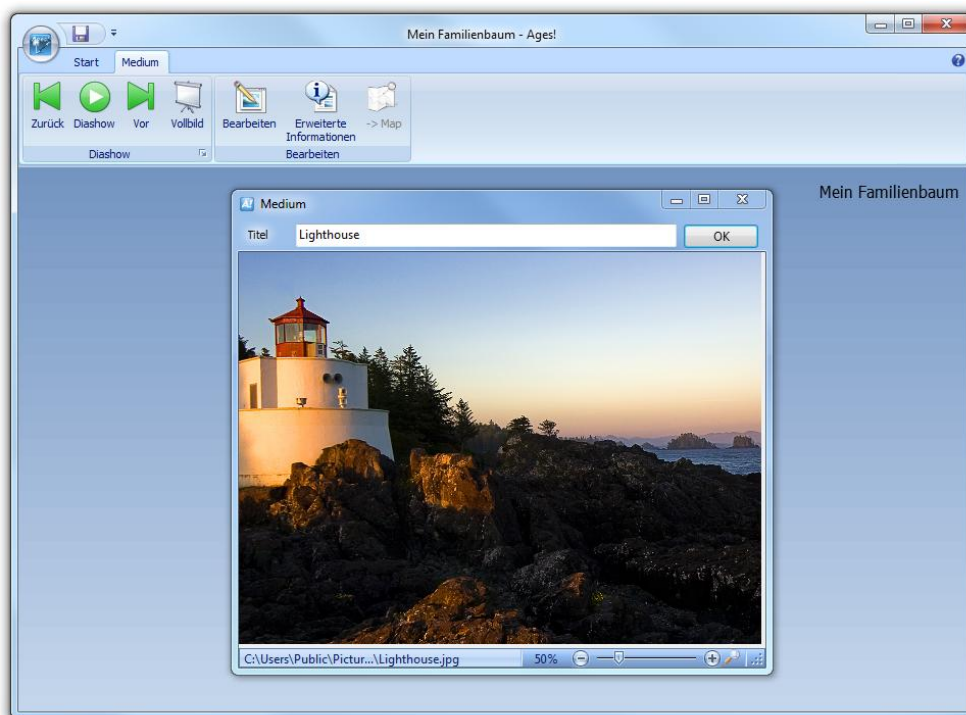 Mein Familienbaum - Ages!
Start Medium
Zurück Diashow Vor Vollbild Bearbeiten Erweiterte Informationen -> Map
Diashow Bearbeiten
Mein Familienbaum
A! Medium
Titel Lighthouse OK
C:\Users\Public\Pictur...\Lighthouse.jpg 50%